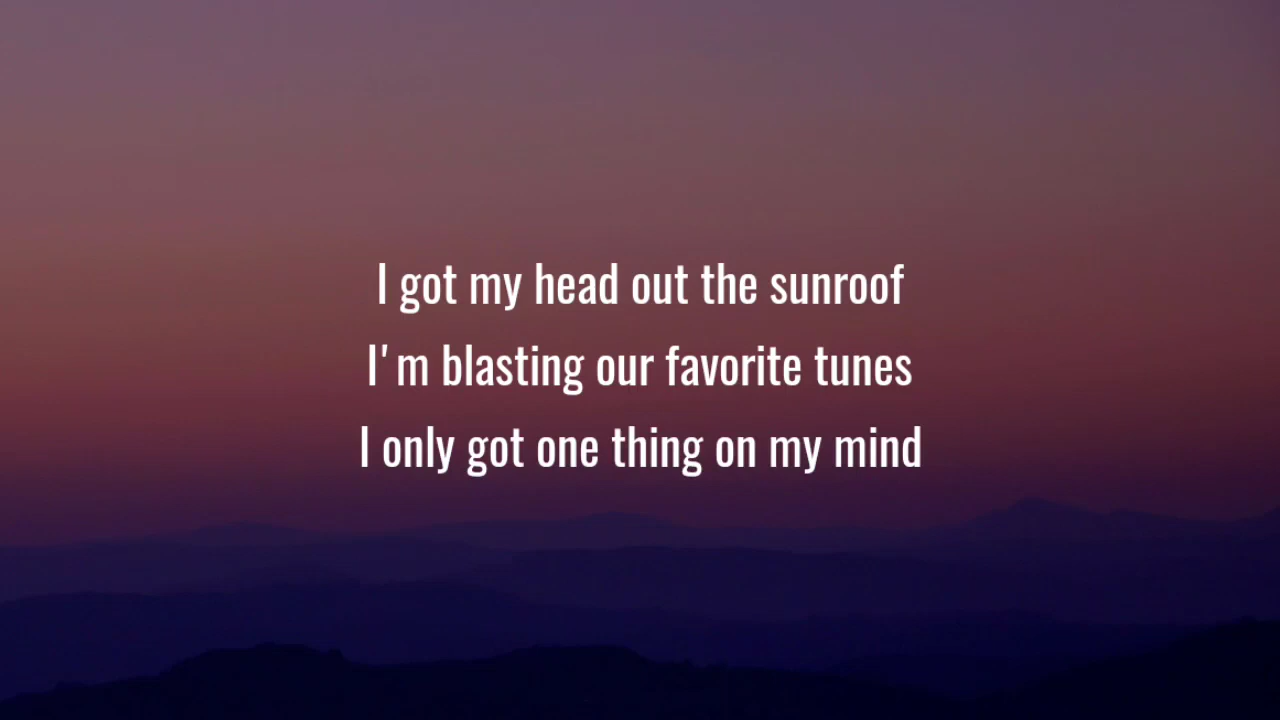 I got my head out the sunroof
I'm blasting our favorite tunes
I only got one thing on my mind